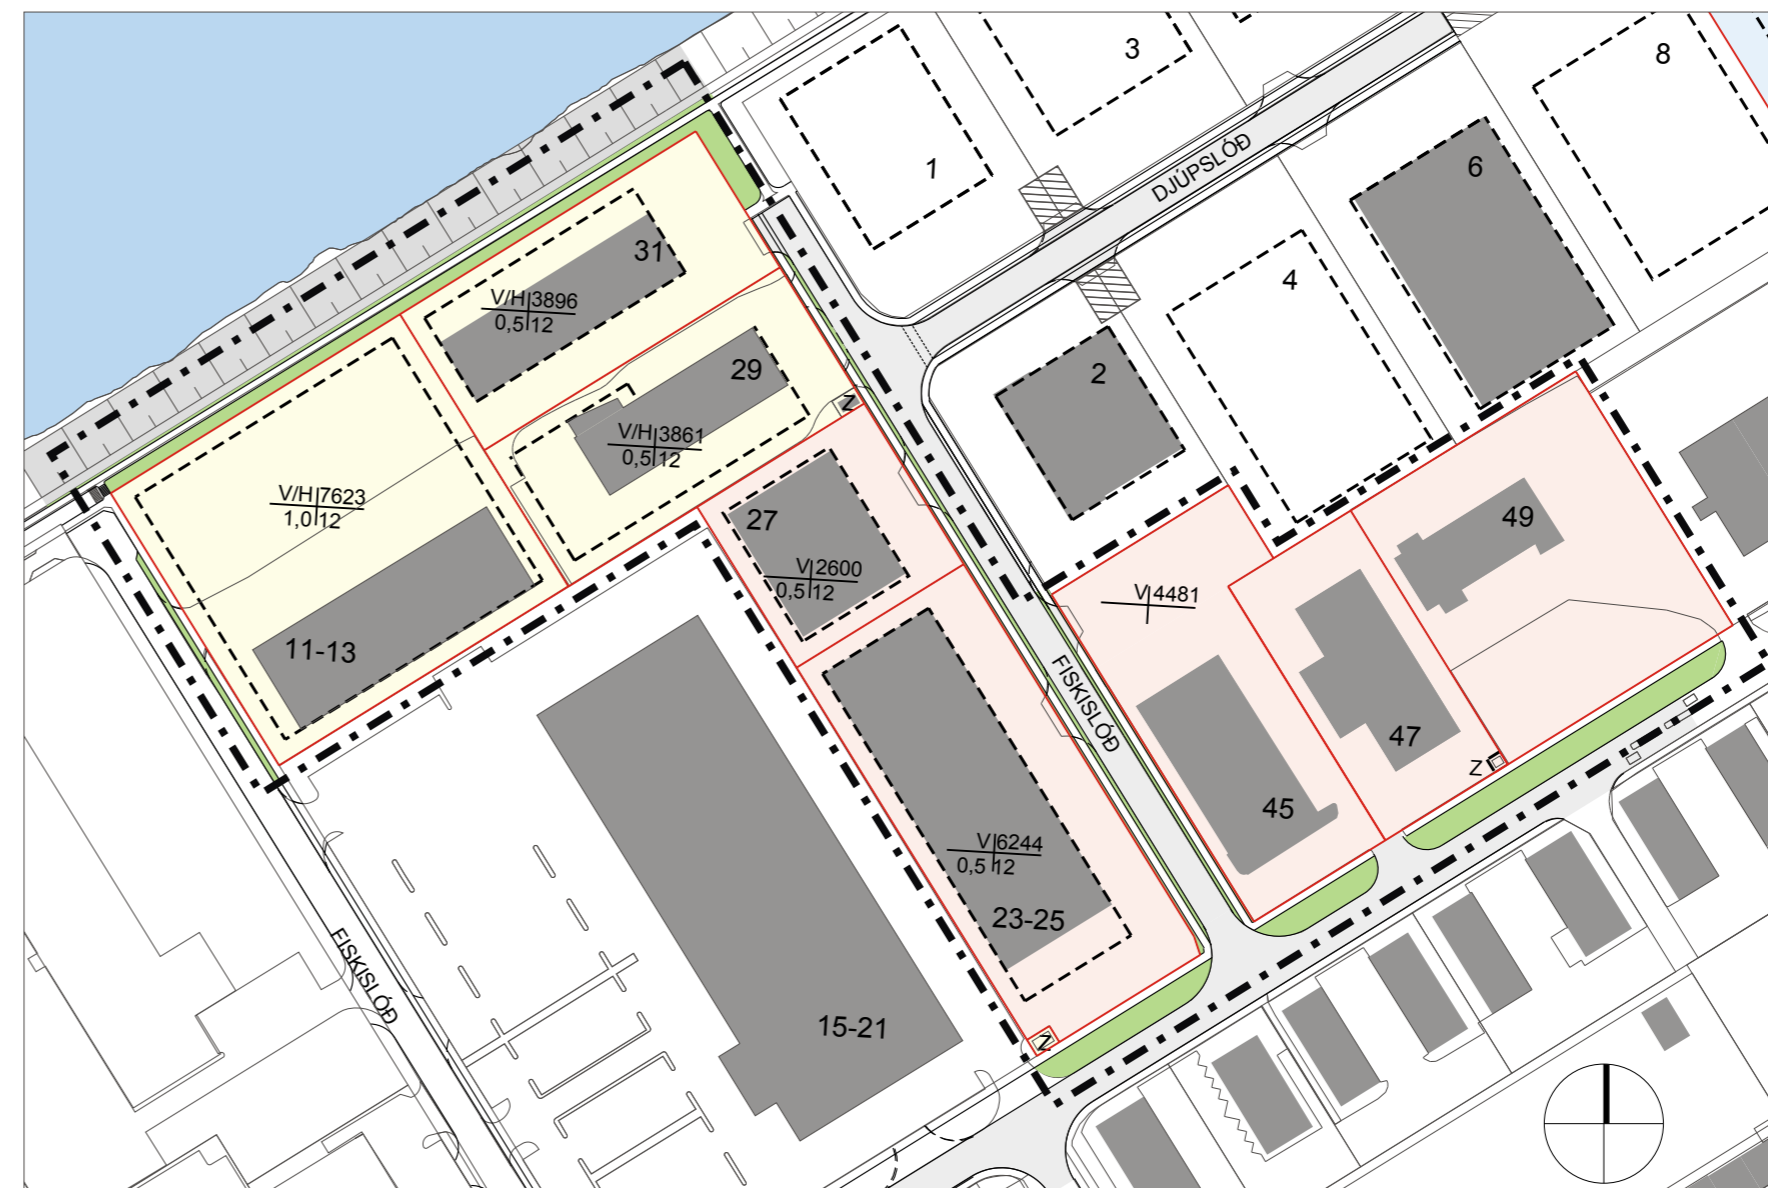 3
8
1
DJÚPSLÓÐ
6
31
4
V/H 3896
0,5 12
29
2
V/H 3861
0,5 12
Z
V/H 7623
1,0 12
27
49
V 2600
0,5 12
V 4481
11-13
FISKISLÓÐ
47
Z
45
V 6244
0,5 12
23-25
FISKISLÓÐ
15-21
Z